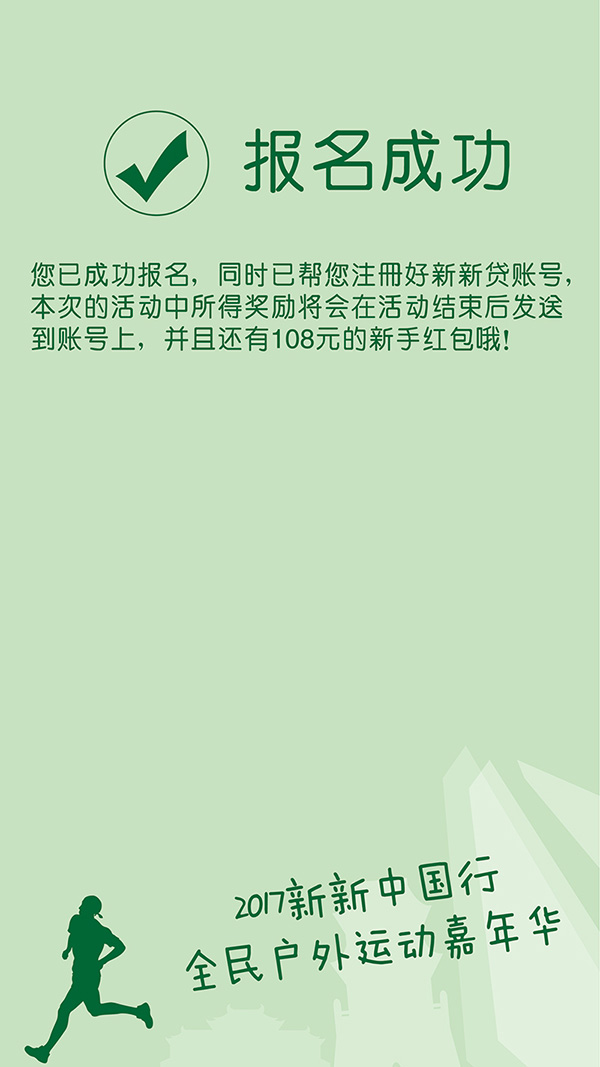 报名成功
您已成功报名，同时已帮您注冊好新新贷账号，
本次的活动中所得奖励将会在活动结束后发送
到账号上，并且还有108元的新手红包哦！
2017新新中国行
全民户外运动嘉年华